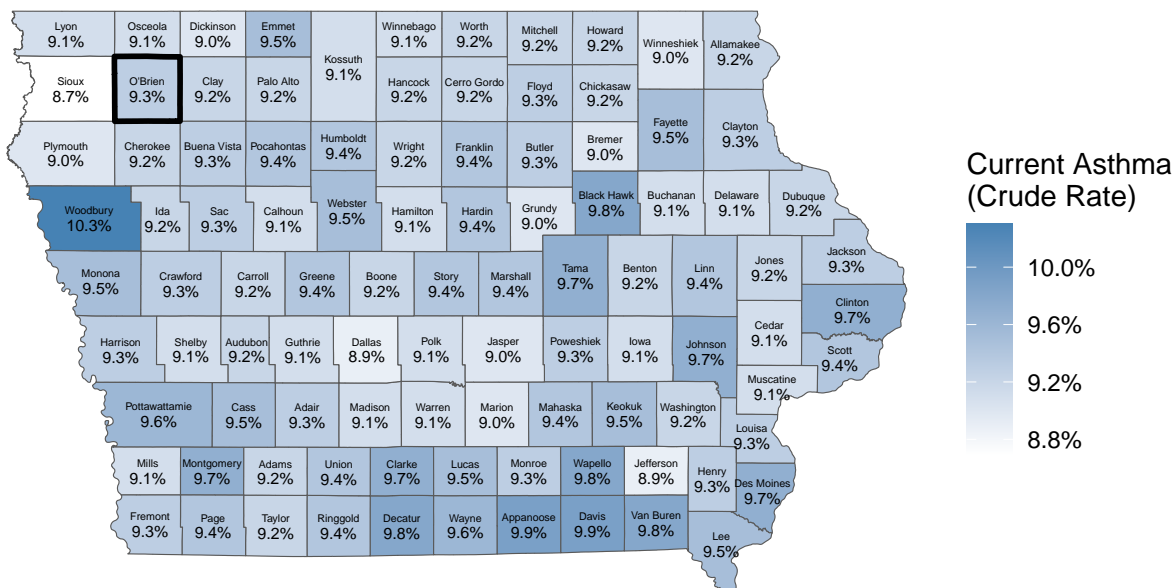 Lyon
9.1%
Osceola
9.1%
Dickinson
9.0%
Emmet
9.5%
Kossuth
9.1%
Winnebago
9.1%
Worth
9.2%
Mitchell
9.2%
Howard
9.2%
Winneshiek
9.0%
Allamakee
9.2%
Sioux
8.7%
O'Brien
9.3%
Clay
9.2%
Palo Alto
9.2%
Hancock
9.2%
Cerro Gordo
9.2%
Floyd
9.3%
Chickasaw
9.2%
Fayette
9.5%
Clayton
9.3%
Plymouth
9.0%
Cherokee
9.2%
Buena Vista
9.3%
Pocahontas
9.4%
Humboldt
9.4%
Wright
9.2%
Franklin
9.4%
Butler
9.3%
Bremer
9.0%
Woodbury
10.3%
Ida
9.2%
Sac
9.3%
Calhoun
9.1%
Webster
9.5%
Hamilton
9.1%
Hardin
9.4%
Grundy
9.0%
Black Hawk
9.8%
Buchanan
9.1%
Delaware
9.1%
Dubuque
9.2%
Monona
9.5%
Crawford
9.3%
Carroll
9.2%
Greene
9.4%
Boone
9.2%
Story
9.4%
Marshall
9.4%
Tama
9.7%
Benton
9.2%
Linn
9.4%
Jones
9.2%
Jackson
9.3%
Clinton
9.7%
Harrison
9.3%
Shelby
9.1%
Audubon
9.2%
Guthrie
9.1%
Dallas
8.9%
Polk
9.1%
Jasper
9.0%
Poweshiek
9.3%
Iowa
9.1%
Johnson
9.7%
Cedar
9.1%
Scott
9.4%
Muscatine
9.1%
Pottawattamie
9.6%
Cass
9.5%
Adair
9.3%
Madison
9.1%
Warren
9.1%
Marion
9.0%
Mahaska
9.4%
Keokuk
9.5%
Washington
9.2%
Louisa
9.3%
Mills
9.1%
Montgomery
9.7%
Adams
9.2%
Union
9.4%
Clarke
9.7%
Lucas
9.5%
Monroe
9.3%
Wapello
9.8%
Jefferson
8.9%
Henry
9.3%
Des Moines
9.7%
Fremont
9.3%
Page
9.4%
Taylor
9.2%
Ringgold
9.4%
Decatur
9.8%
Wayne
9.6%
Appanoose
9.9%
Davis
9.9%
Van Buren
9.8%
Lee
9.5%
Current Asthma
(Crude Rate)
10.0%
9.6%
9.2%
8.8%